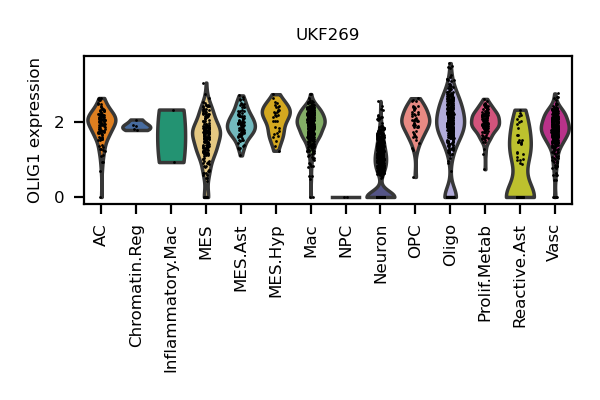 UKF269
OLIG1 expression
2
0
AC
Chromatin.Reg
Inflammatory.Mac
MES
MES.Ast
MES.Hyp
Mac
NPC
Neuron
OPC
Oligo
Prolif.Metab
Reactive.Ast
Vasc